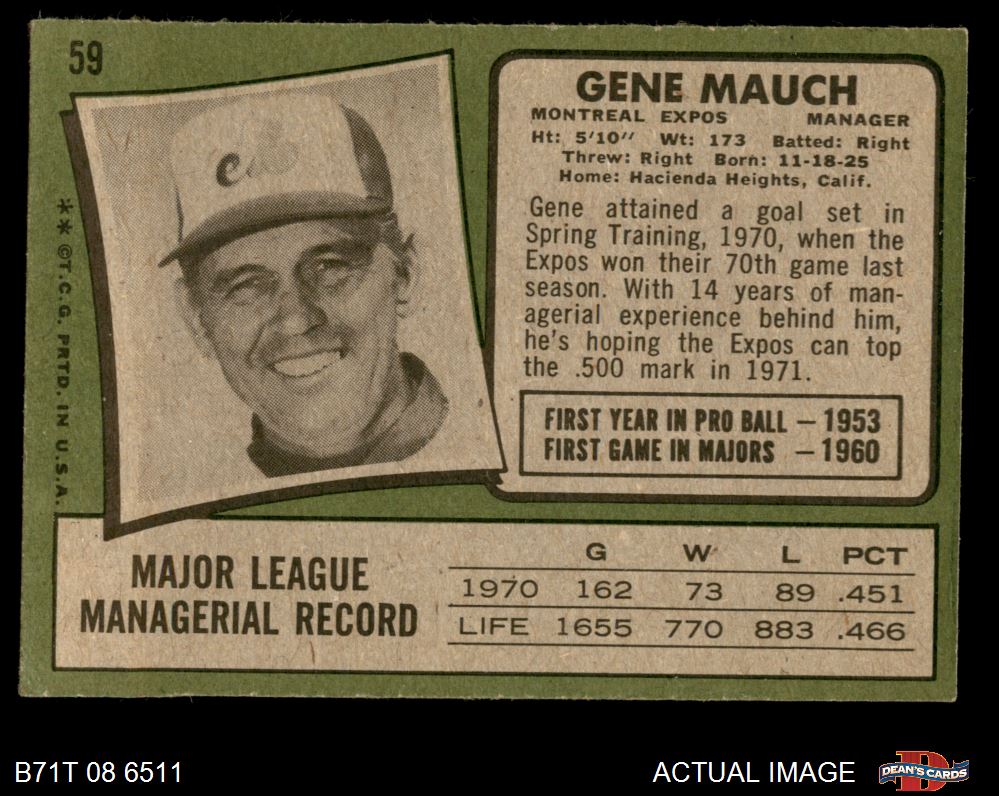 59
GENE MAUCH
MONTREAL EXPOS MANAGER
Ht: 5'10" Wt: 173 Batted: Right
Threw: Right Born: 11-18-25
Home: Hacienda Heights, Calif.
Gene attained a goal set in
Spring Training, 1970, when the
Expos won their 70th game last
season. With 14 years of man-
agerial experience behind him,
he's hoping the Expos can top
the .500 mark in 1971.
FIRST YEAR IN PRO BALL – 1953
FIRST GAME IN MAJORS – 1960
** ©T.C.G. PRTD. IN U.S.A.
MAJOR LEAGUE
MANAGERIAL RECORD
G W L PCT
1970 162 73 89 .451
LIFE 1655 770 883 .466
B71T 08 6511
ACTUAL IMAGE
DEAN'S CARDS